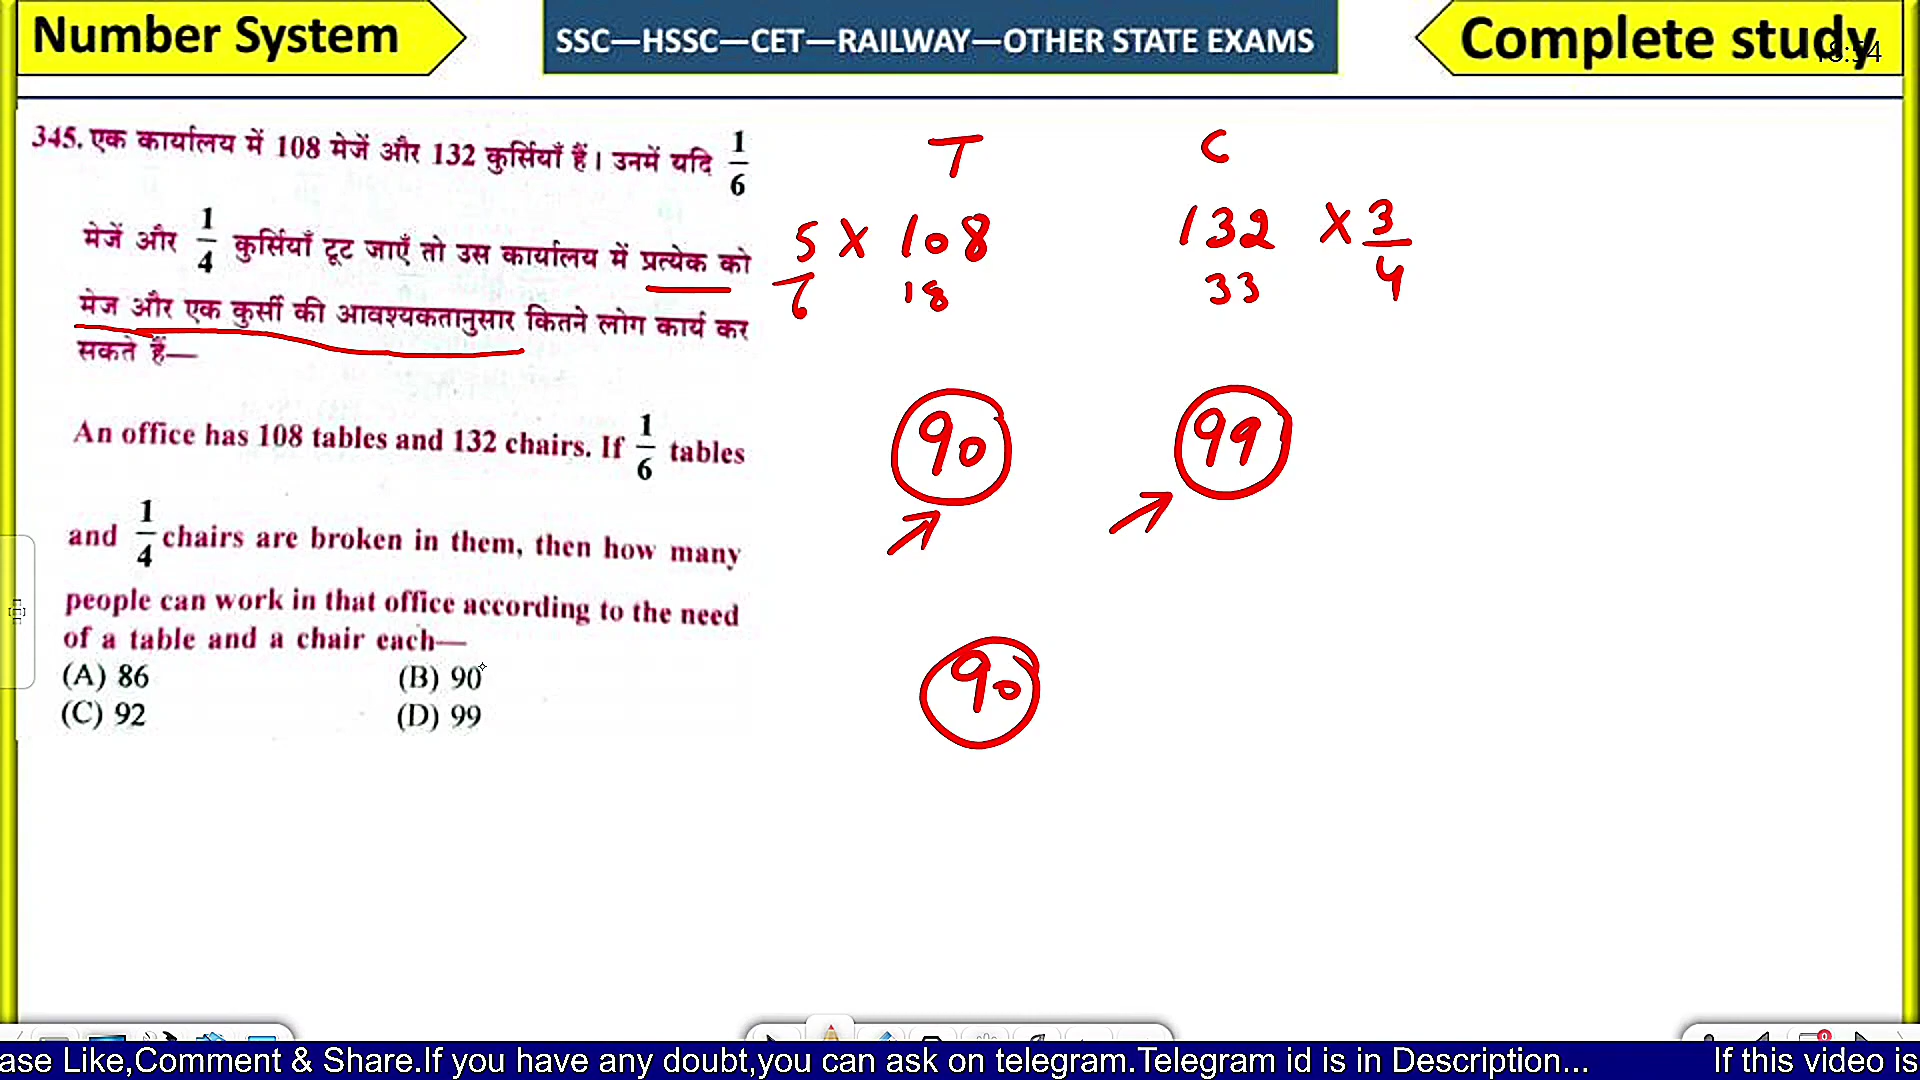 Number System
SSC—HSSC—CET—RAILWAY—OTHER STATE EXAMS
Complete study
345. एक कार्यालय में 108 मेजें और 132 कुर्सियाँ हैं। उनमें यदि 1/6
मेजें और 1/4 कुर्सियाँ टूट जाएँ तो उस कार्यालय में प्रत्येक को
मेज और एक कुर्सी की आवश्यकतानुसार कितने लोग कार्य कर
सकते हैं—
An office has 108 tables and 132 chairs. If 1/6 tables
and 1/4 chairs are broken in them, then how many
people can work in that office according to the need
of a table and a chair each—
(A) 86 (B) 90
(C) 92 (D) 99
T C
5/6 × 108 132 × 3/4
18 33
90 99
90
ase Like,Comment & Share.If you have any doubt,you can ask on telegram.Telegram id is in Description... If this video is